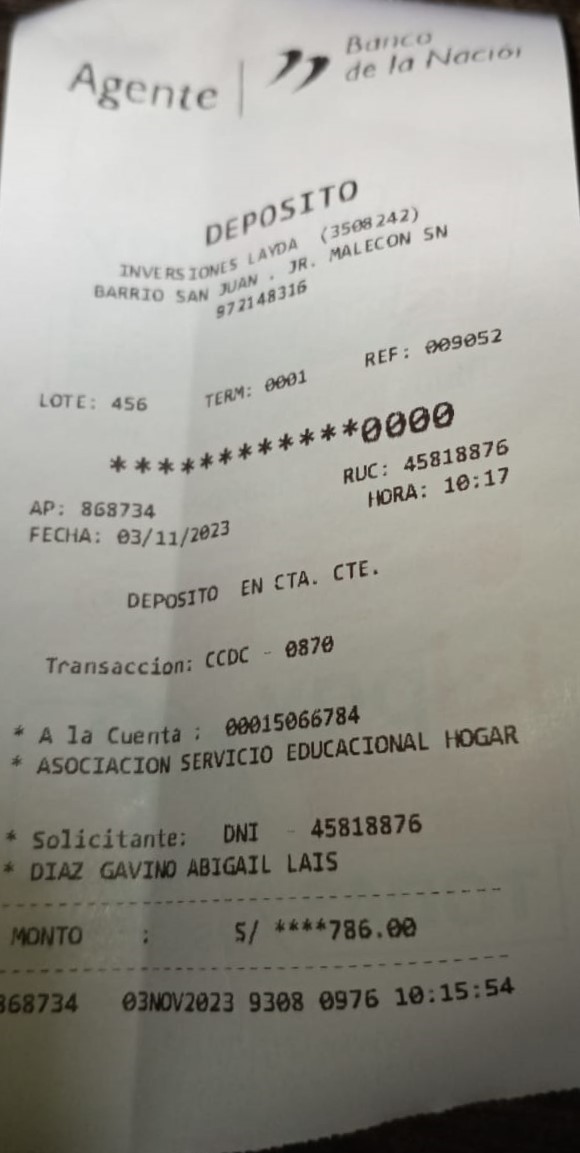 Agente | Banco
de la Nación
DEPOSITO
INVERSIONES LAYDA (3508242)
BARRIO SAN JUAN . JR. MALECON SN
972148316
LOTE: 456 TERM: 0001 REF: 009052
************0000
RUC: 45818876
AP: 868734 HORA: 10:17
FECHA: 03/11/2023
DEPOSITO EN CTA. CTE.
Transaccion: CCDC - 0870
* A la Cuenta : 00015066784
* ASOCIACION SERVICIO EDUCACIONAL HOGAR
* Solicitante: DNI - 45818876
* DIAZ GAVINO ABIGAIL LAIS
MONTO : S/ ****786.00
868734 03NOV2023 9308 0976 10:15:54